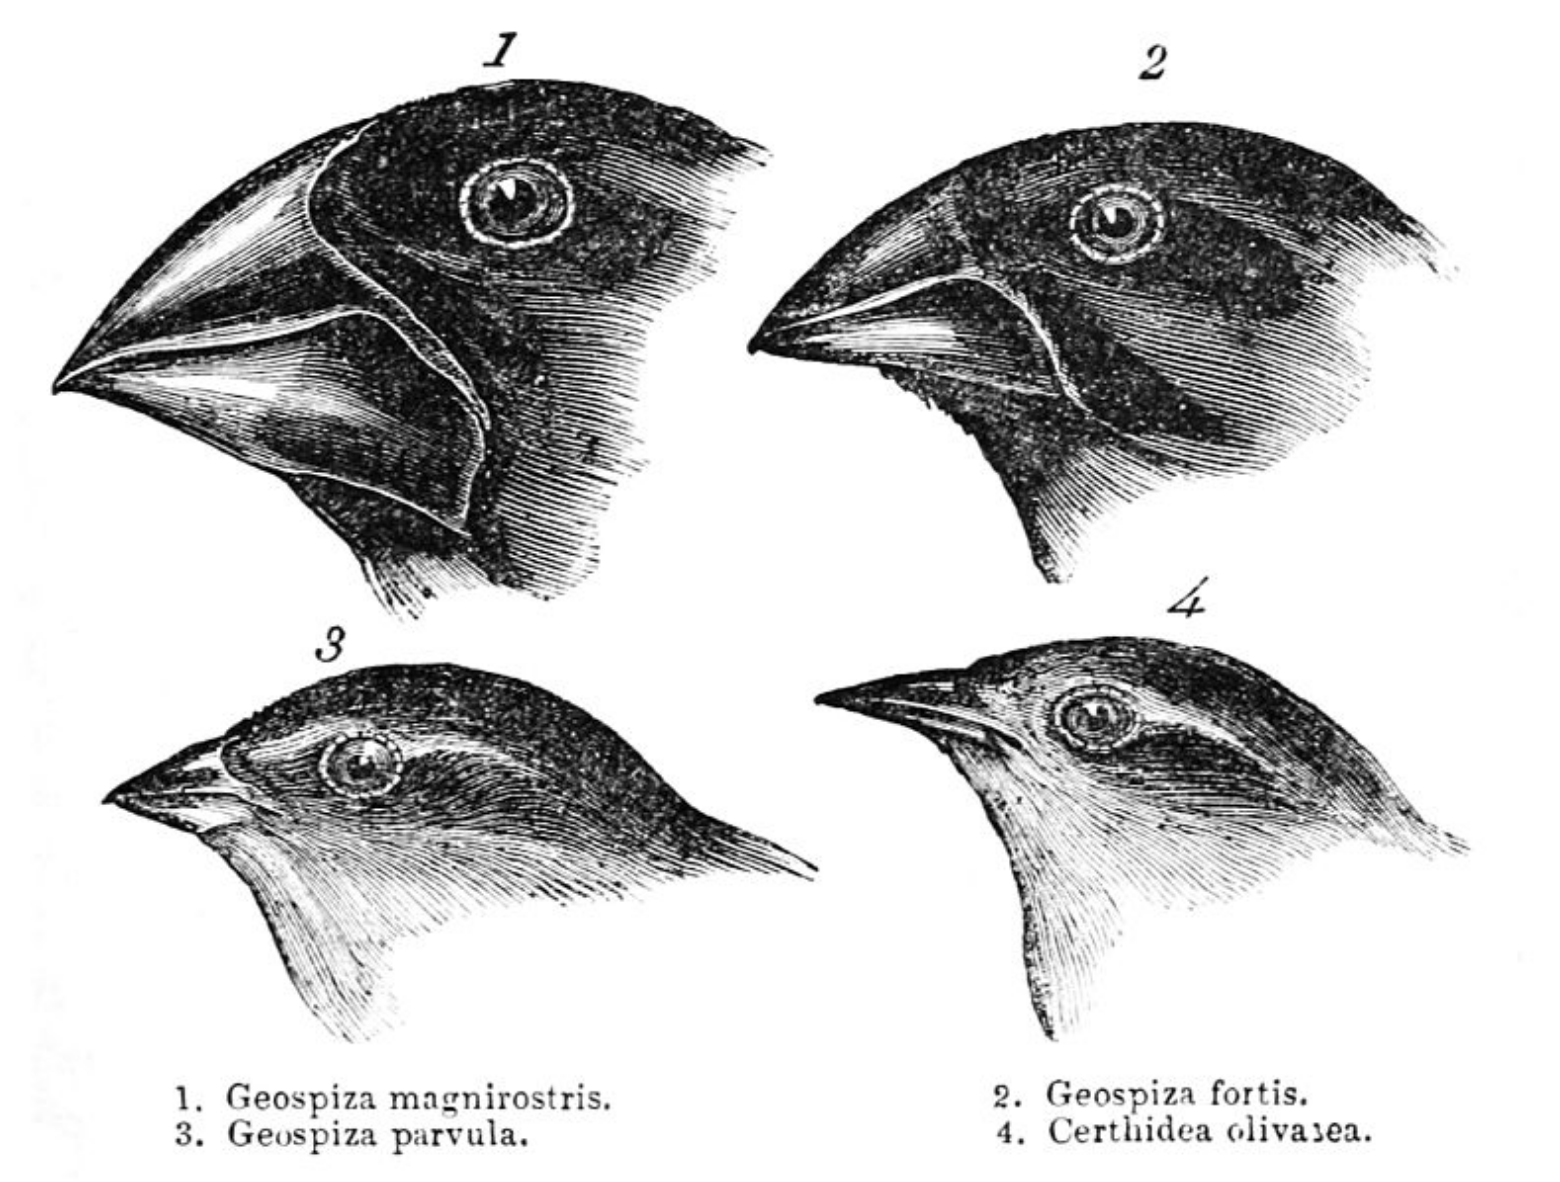 1
2
3
4
1. Geospiza magnirostris.
2. Geospiza fortis.
3. Geospiza parvula.
4. Certhidea olivasea.